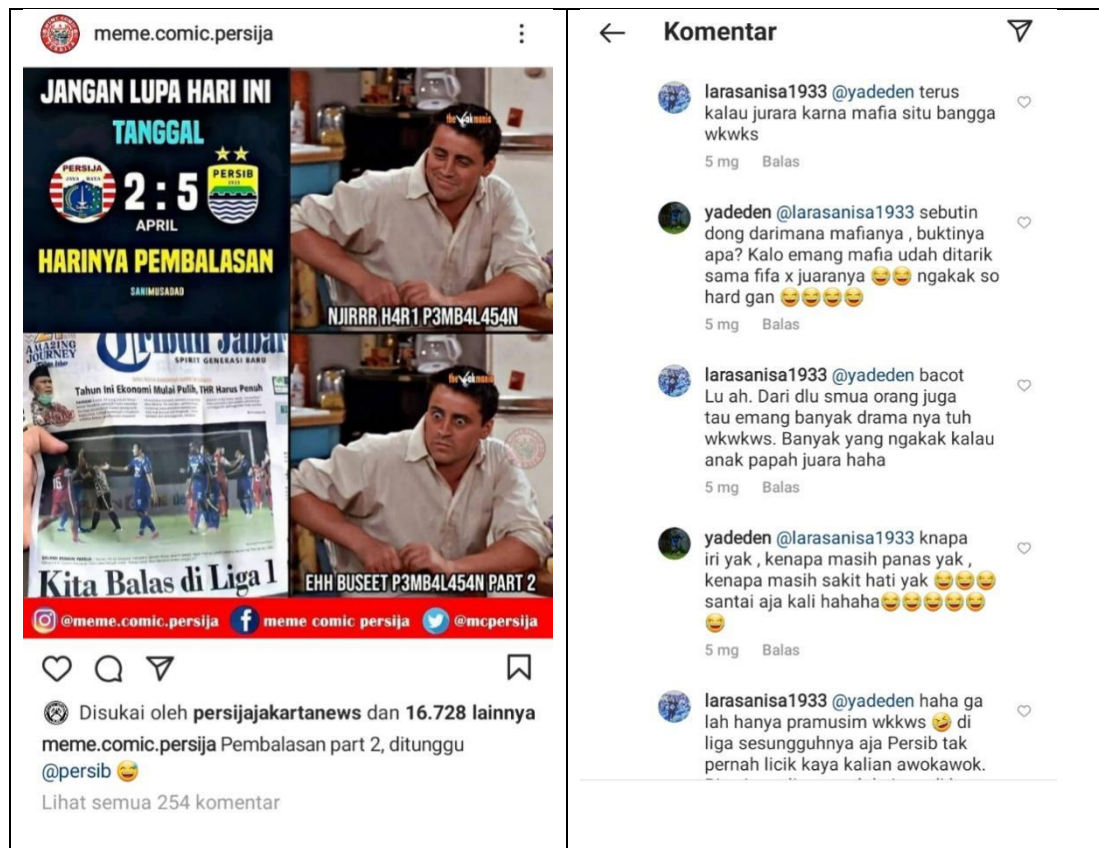 meme.comic.persija
JANGAN LUPA HARI INI
TANGGAL
PERSIJA
JAYA RAYA
2 : 5
PERSIB
1933
APRIL
HARINYA PEMBALASAN
SANIMUSADAD
NJIRRR H4R1 P3MB4L454N
AMA21NG
JOURNEY
Tribun Jabar
SPIRIT GENERASI BARU
Tahun Ini Ekonomi Mulai Pulih, THR Harus Penuh
Kita Balas di Liga 1
EHH BUSEET P3MB4L454N PART 2
@meme.comic.persija meme comic persija @mcpersija
Disukai oleh persijajakartanews dan 16.728 lainnya
meme.comic.persija Pembalasan part 2, ditunggu
@persib 😅
Lihat semua 254 komentar
Komentar
larasanisa1933 @yadeden terus
kalau jurara karna mafia situ bangga
wkwks
5 mg Balas
yadeden @larasanisa1933 sebutin
dong darimana mafianya , buktinya
apa? Kalo emang mafia udah ditarik
sama fifa x juaranya 😂😂 ngakak so
hard gan 😂😂😂😂
5 mg Balas
larasanisa1933 @yadeden bacot
Lu ah. Dari dlu smua orang juga
tau emang banyak drama nya tuh
wkwkws. Banyak yang ngakak kalau
anak papah juara haha
5 mg Balas
yadeden @larasanisa1933 knapa
iri yak , kenapa masih panas yak ,
kenapa masih sakit hati yak 😂😂😂
santai aja kali hahaha😂😂😂😂😂
😂
5 mg Balas
larasanisa1933 @yadeden haha ga
lah hanya pramusim wkkws 🤣 di
liga sesungguhnya aja Persib tak
pernah licik kaya kalian awokawok.